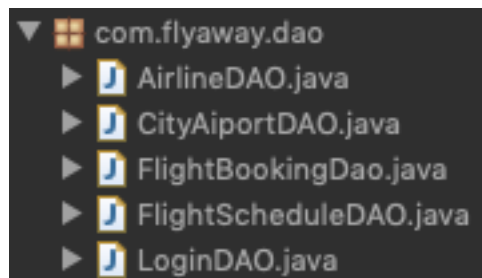 com.flyaway.dao
AirlineDAO.java
CityAiportDAO.java
FlightBookingDao.java
FlightScheduleDAO.java
LoginDAO.java